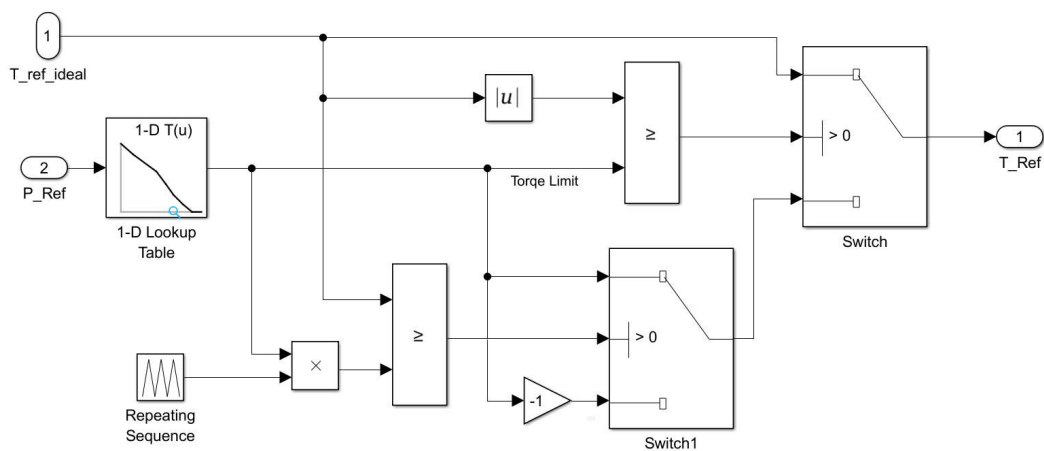 1
T_ref_ideal
|u|
≥
> 0
1
T_Ref
Switch
1-D T(u)
2
P_Ref
1-D Lookup
Table
Torqe Limit
≥
×
> 0
-1
Switch1
Repeating
Sequence